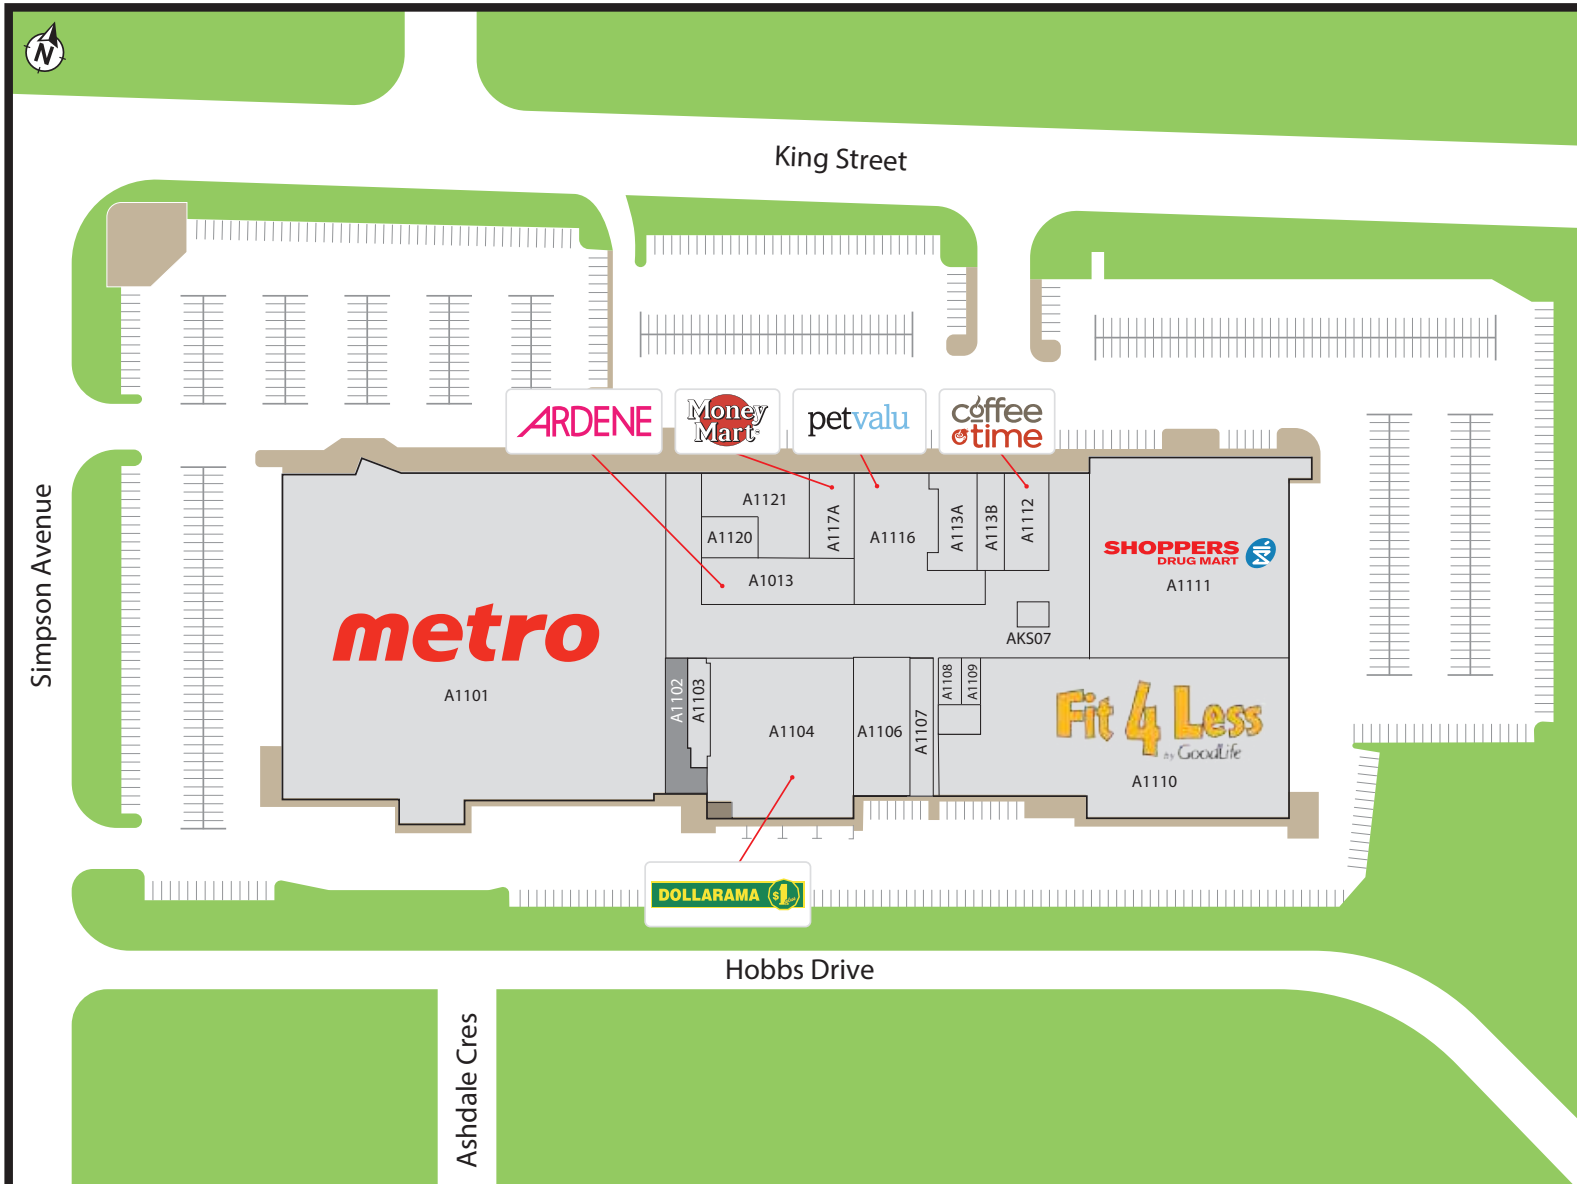 N
King Street
ARDENE
Money
Mart
petvalu
coffee
time
Simpson Avenue
A1121
A1120
A117A
A1116
A113A
A113B
A1112
A1013
SHOPPERS
DRUG MART
A1111
AKS07
metro
A1101
A1102
A1103
A1104
A1106
A1107
A1108
A1109
Fit 4 Less
by GoodLife
A1110
DOLLARAMA $1
Hobbs Drive
Ashdale Cres